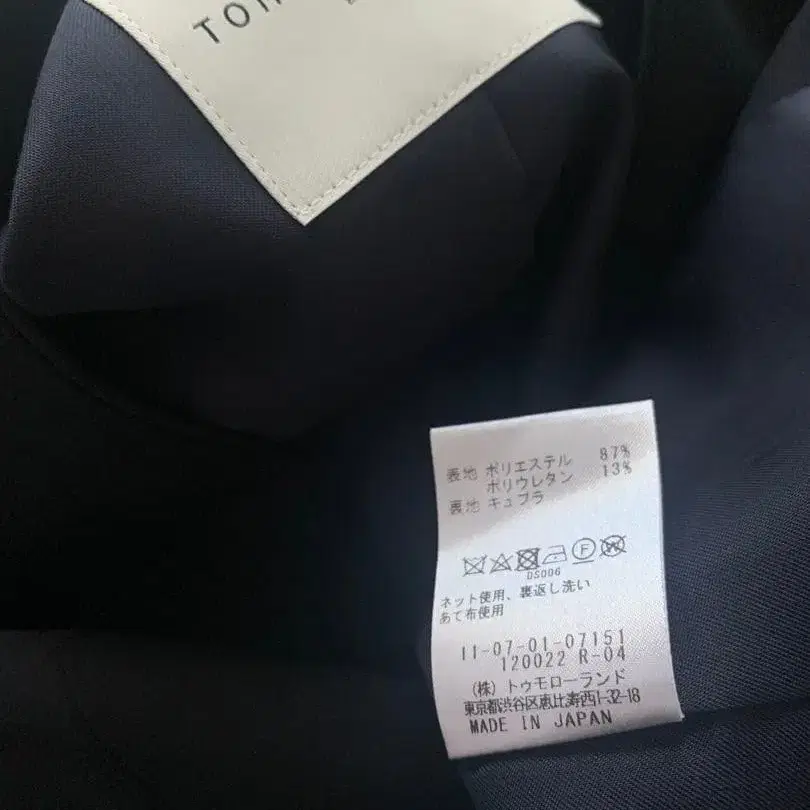 TOM
表地 ポリエステル 87%
ポリウレタン 13%
裏地 キュプラ
DS006
ネット使用、裏返し洗い
あて布使用
11-07-01-07151
120022 R-04
(株)トゥモローランド
東京都渋谷区恵比寿西1-32-18
MADE IN JAPAN